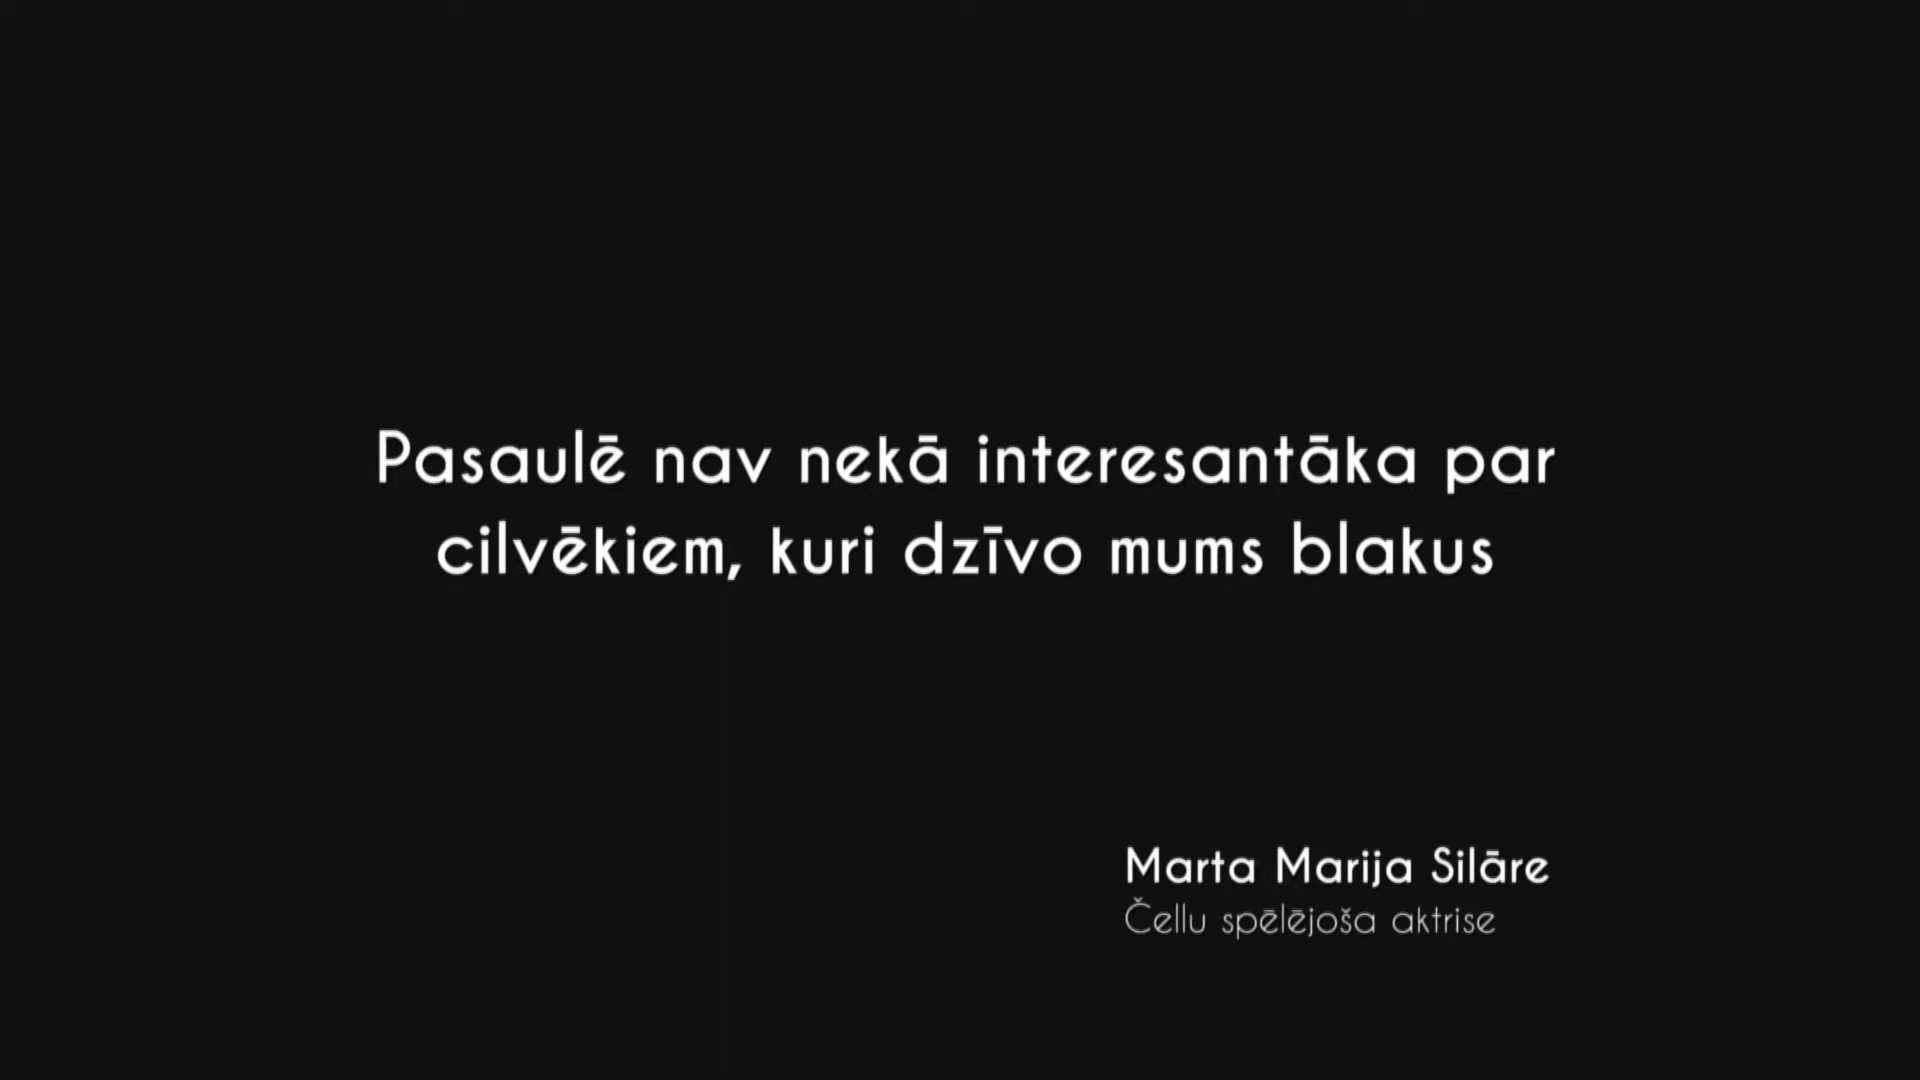 Pasaulē nav nekā interesantāka par
cilvēkiem, kuri dzīvo mums blakus
Marta Marija Silāre
Čellu spēlējoša aktrise